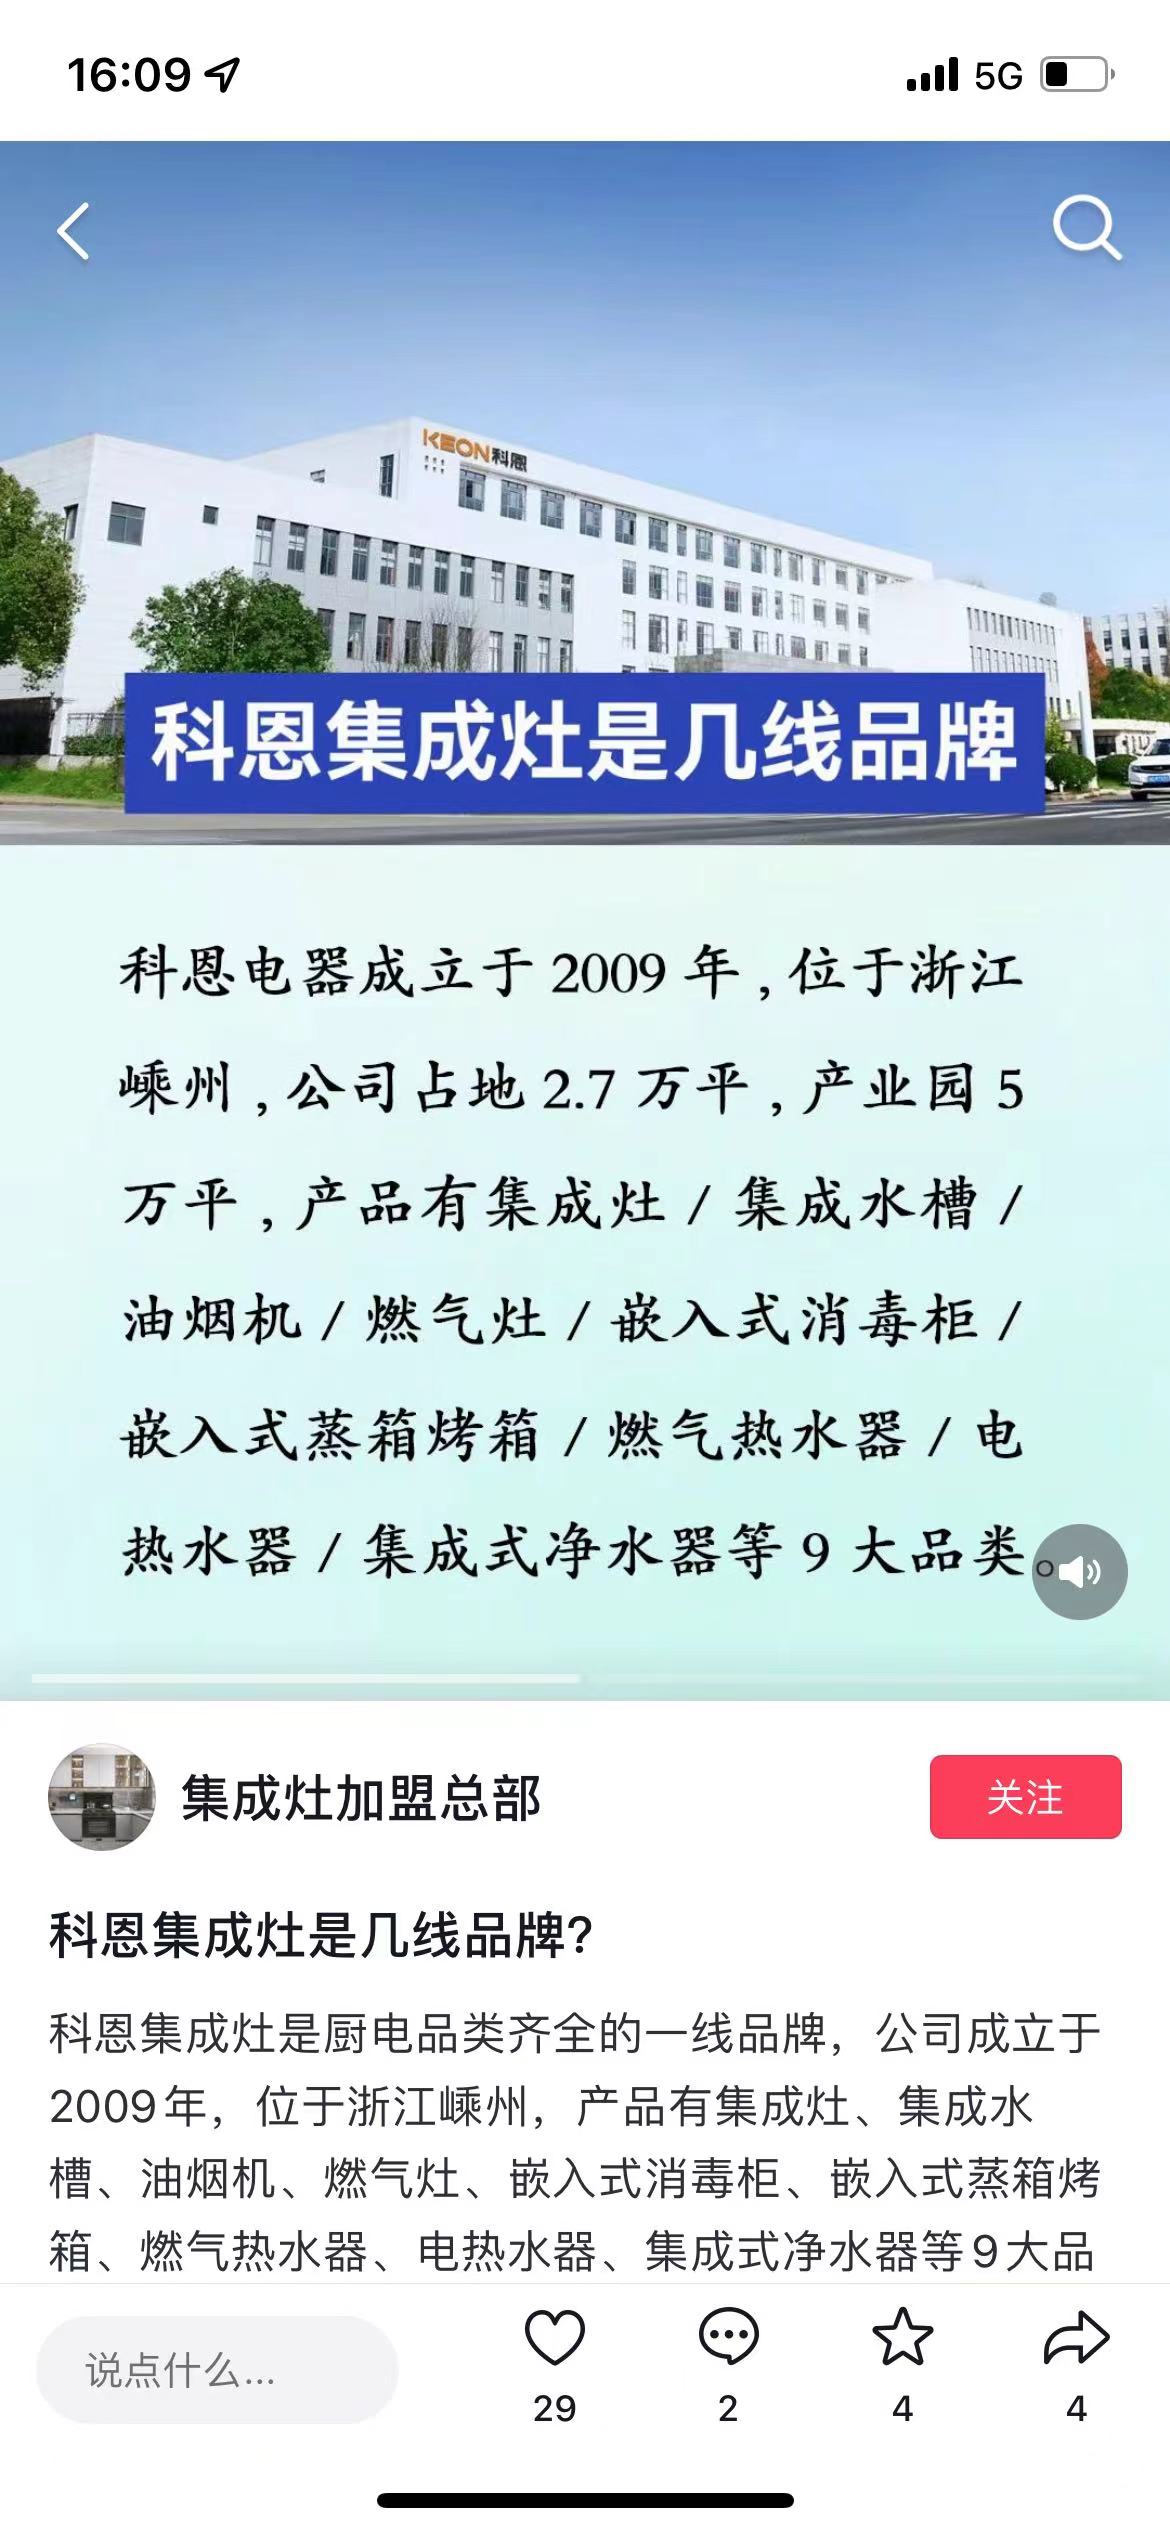 16:09
5G
KEON科恩
科恩集成灶是几线品牌
科恩电器成立于 2009 年，位于浙江
嵊州，公司占地 2.7 万平，产业园 5
万平，产品有集成灶 / 集成水槽 /
油烟机 / 燃气灶 / 嵌入式消毒柜 /
嵌入式蒸箱烤箱 / 燃气热水器 / 电
热水器 / 集成式净水器等 9 大品类。
集成灶加盟总部
关注
科恩集成灶是几线品牌?
科恩集成灶是厨电品类齐全的一线品牌，公司成立于
2009年，位于浙江嵊州，产品有集成灶、集成水
槽、油烟机、燃气灶、嵌入式消毒柜、嵌入式蒸箱烤
箱、燃气热水器、电热水器、集成式净水器等9大品
说点什么...
29
2
4
4